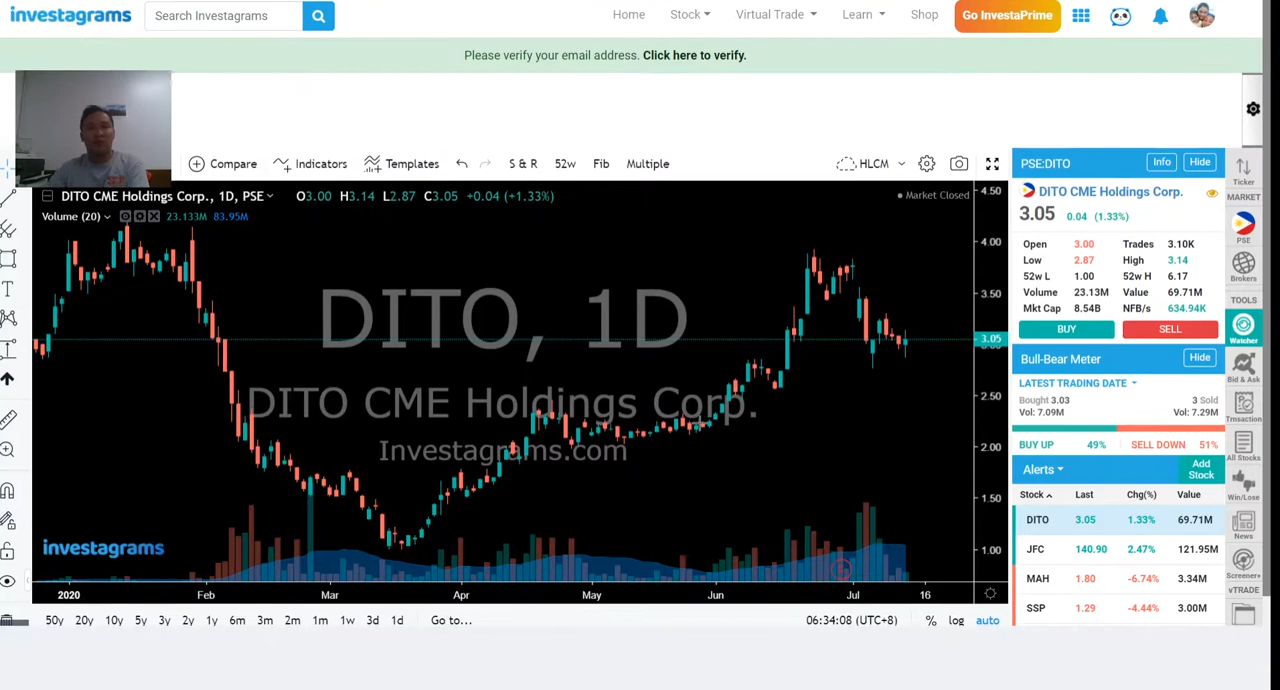 investagrams
Search Investagrams
Home
Stock
Virtual Trade
Learn
Shop
Go InvestaPrime
Please verify your email address. Click here to verify.
Compare
Indicators
Templates
S & R
52w
Fib
Multiple
HLCM
DITO CME Holdings Corp., 1D, PSE
O3.00 H3.14 L2.87 C3.05 +0.04 (+1.33%)
Market Closed
Volume (20)
23.133M 83.95M
DITO, 1D
DITO CME Holdings Corp.
Investagrams.com
investagrams
4.50
4.00
3.50
3.05
2.50
2.00
1.50
1.00
2020 Feb Mar Apr May Jun Jul 16
50y 20y 10y 5y 3y 2y 1y 6m 3m 2m 1m 1w 3d 1d Go to...
06:34:08 (UTC+8) % log auto
PSE:DITO Info Hide
DITO CME Holdings Corp.
3.05 0.04 (1.33%)
Open 3.00 Trades 3.10K
Low 2.87 High 3.14
52w L 1.00 52w H 6.17
Volume 23.13M Value 69.71M
Mkt Cap 8.54B NFB/s 634.94K
BUY SELL
Bull-Bear Meter Hide
LATEST TRADING DATE
Bought 3.03 3 Sold
Vol: 7.09M Vol: 7.29M
BUY UP 49% SELL DOWN 51%
Alerts Add Stock
Stock Last Chg(%) Value
DITO 3.05 1.33% 69.71M
JFC 140.90 2.47% 121.95M
MAH 1.80 -6.74% 3.34M
SSP 1.29 -4.44% 3.00M
Ticker
MARKET
PSE
Brokers
TOOLS
Watcher
Bid & Ask
Trnsaction
All Stocks
Win/Lose
News
Screener+
vTRADE